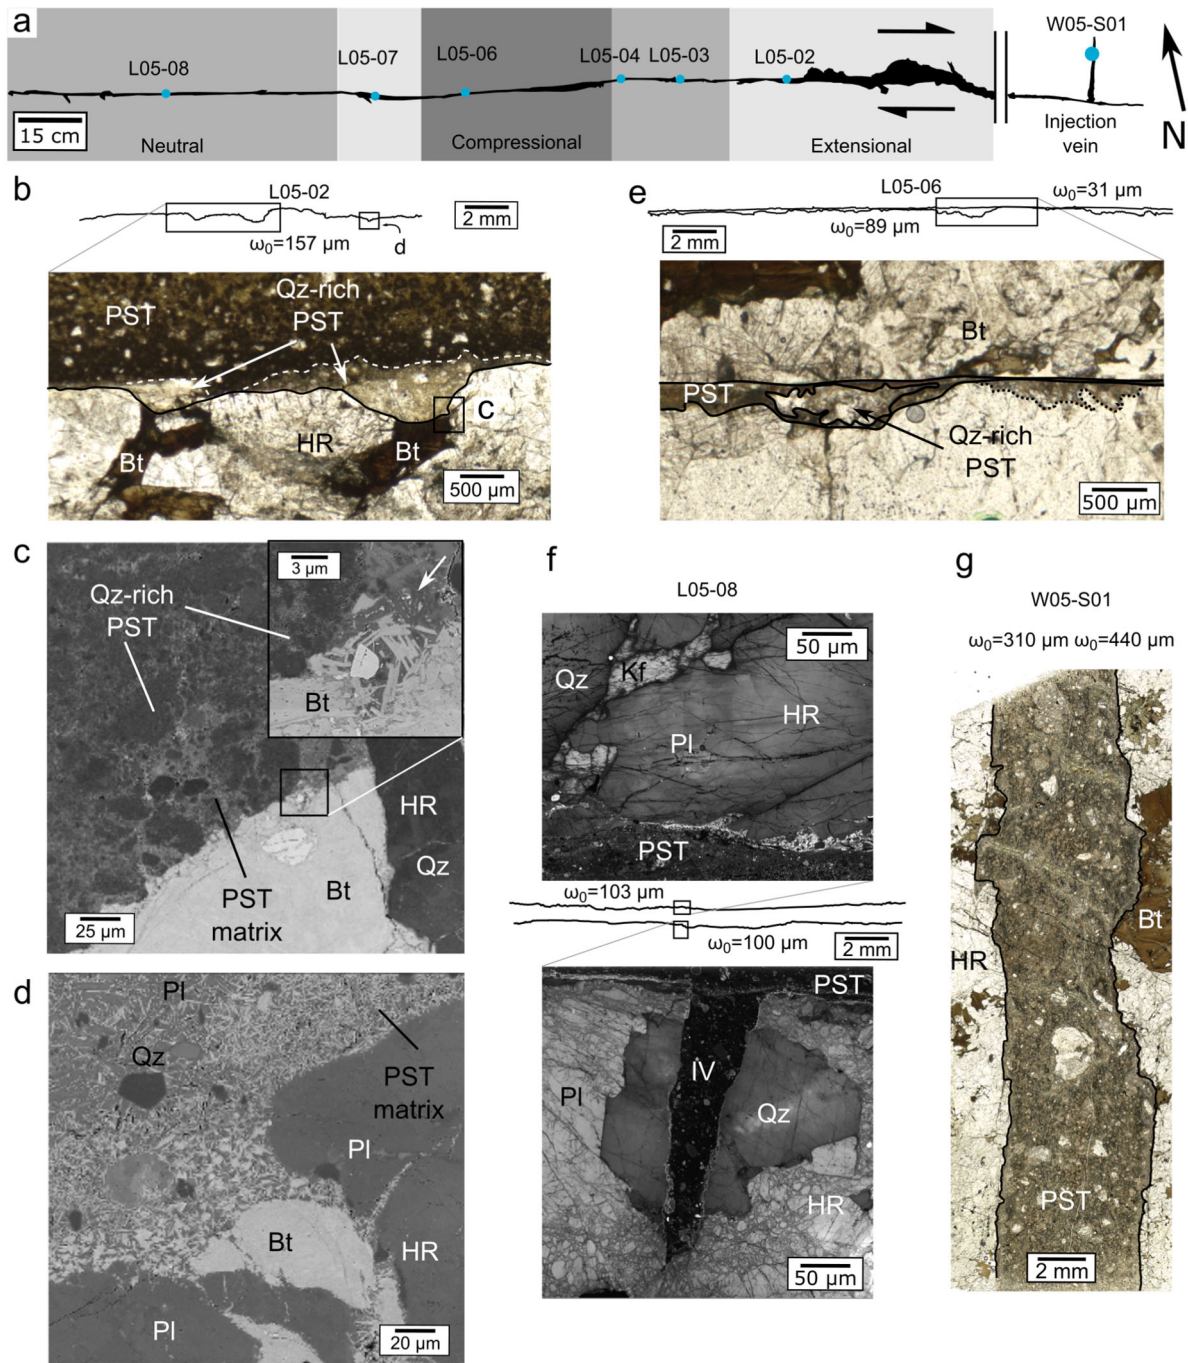 a
L05-08
L05-07
L05-06
L05-04
L05-03
L05-02
W05-S01
15 cm
Neutral
Compressional
Extensional
Injection
vein
N
b
L05-02
2 mm
ω₀=157 µm
d
PST
Qz-rich
PST
c
HR
Bt
Bt
500 µm
e
L05-06
ω₀=31 µm
ω₀=89 µm
2 mm
Bt
PST
Qz-rich
PST
500 µm
c
3 µm
Qz-rich
PST
Bt
HR
Qz
Bt
PST
matrix
25 µm
d
Pl
Qz
PST
matrix
Pl
Bt
HR
Pl
20 µm
f
L05-08
50 µm
Kf
Qz
HR
Pl
PST
ω₀=103 µm
ω₀=100 µm
2 mm
PST
IV
Pl
Qz
HR
50 µm
g
W05-S01
ω₀=310 µm ω₀=440 µm
Bt
HR
PST
2 mm